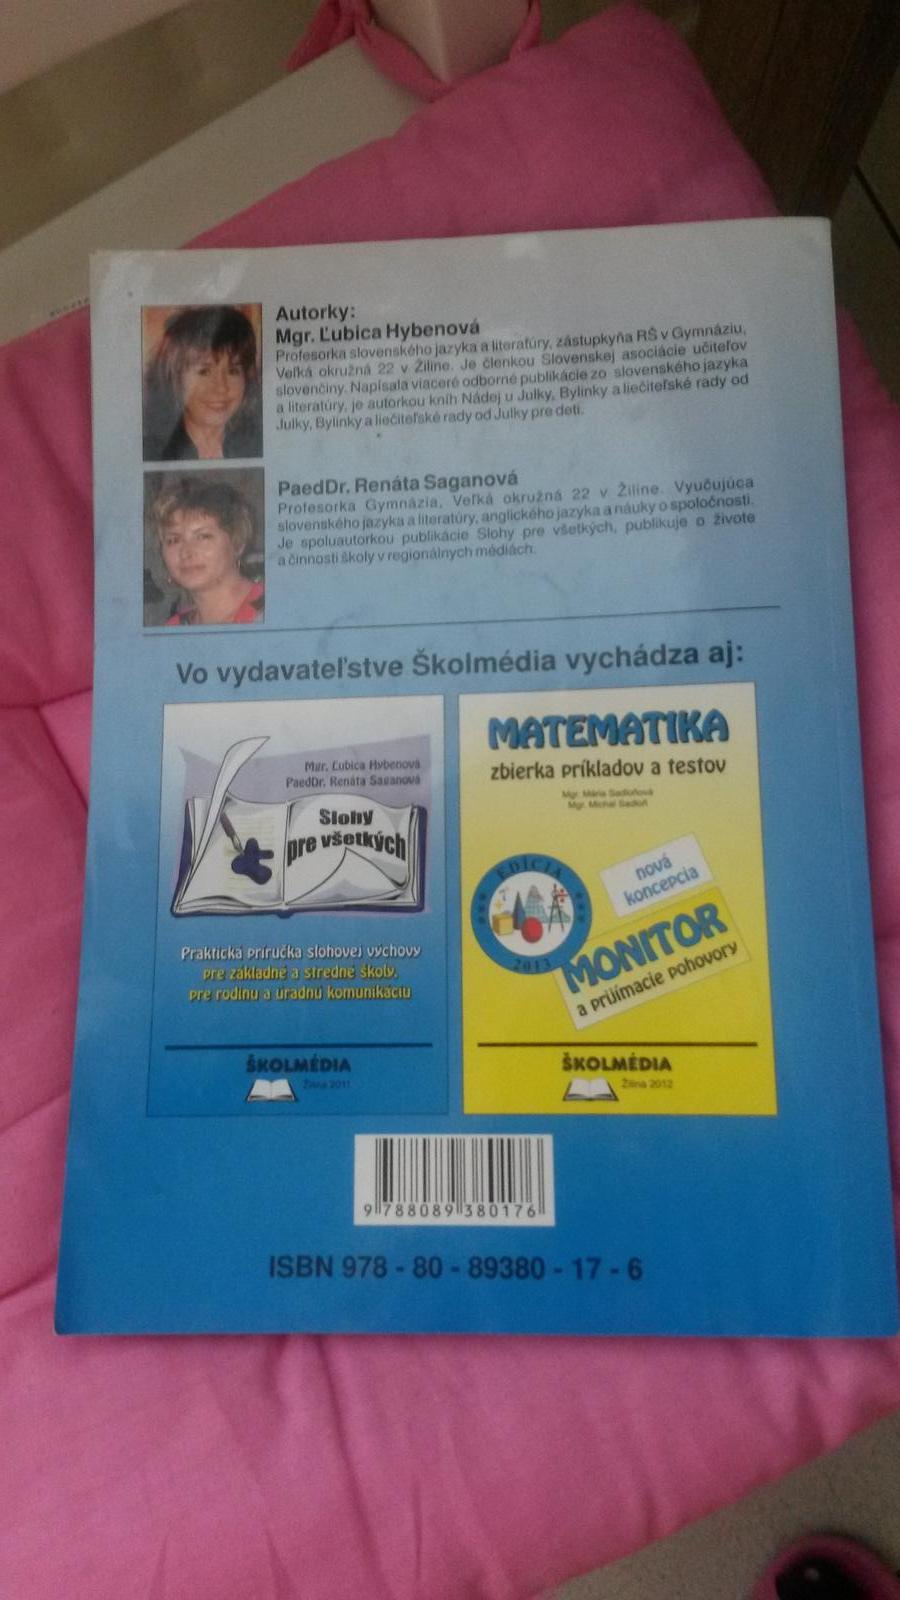 Autorky:
Mgr. Ľubica Hybenová
Profesorka slovenského jazyka a literatúry, zástupkyňa RŠ v Gymnáziu,
Veľká okružná 22 v Žiline. Je členkou Slovenskej asociácie učiteľov
slovenčiny. Napísala viaceré odborné publikácie zo slovenského jazyka
a literatúry, je autorkou kníh Nádej u Julky, Bylinky a liečiteľské rady od
Julky, Bylinky a liečiteľské rady od Julky pre deti.
PaedDr. Renáta Saganová
Profesorka Gymnázia, Veľká okružná 22 v Žiline. Vyučujúca
slovenského jazyka a literatúry, anglického jazyka a náuky o spoločnosti.
Je spoluautorkou publikácie Slohy pre všetkých, publikuje o živote
a činnosti školy v regionálnych médiách.
Vo vydavateľstve Školmédia vychádza aj:
Mgr. Ľubica Hybenová
PaedDr. Renáta Saganová
Slohy
pre všetkých
Praktická príručka slohovej výchovy
pre základné a stredné školy,
pre rodinu a úradnú komunikáciu
ŠKOLMÉDIA
Žilina 2011
MATEMATIKA
zbierka príkladov a testov
Mgr. Mária Sadloňová
Mgr. Michal Sadloň
EDÍCIA
2013
nová
koncepcia
MONITOR
a prijímacie pohovory
ŠKOLMÉDIA
Žilina 2012
9 788089 380176
ISBN 978 - 80 - 89380 - 17 - 6